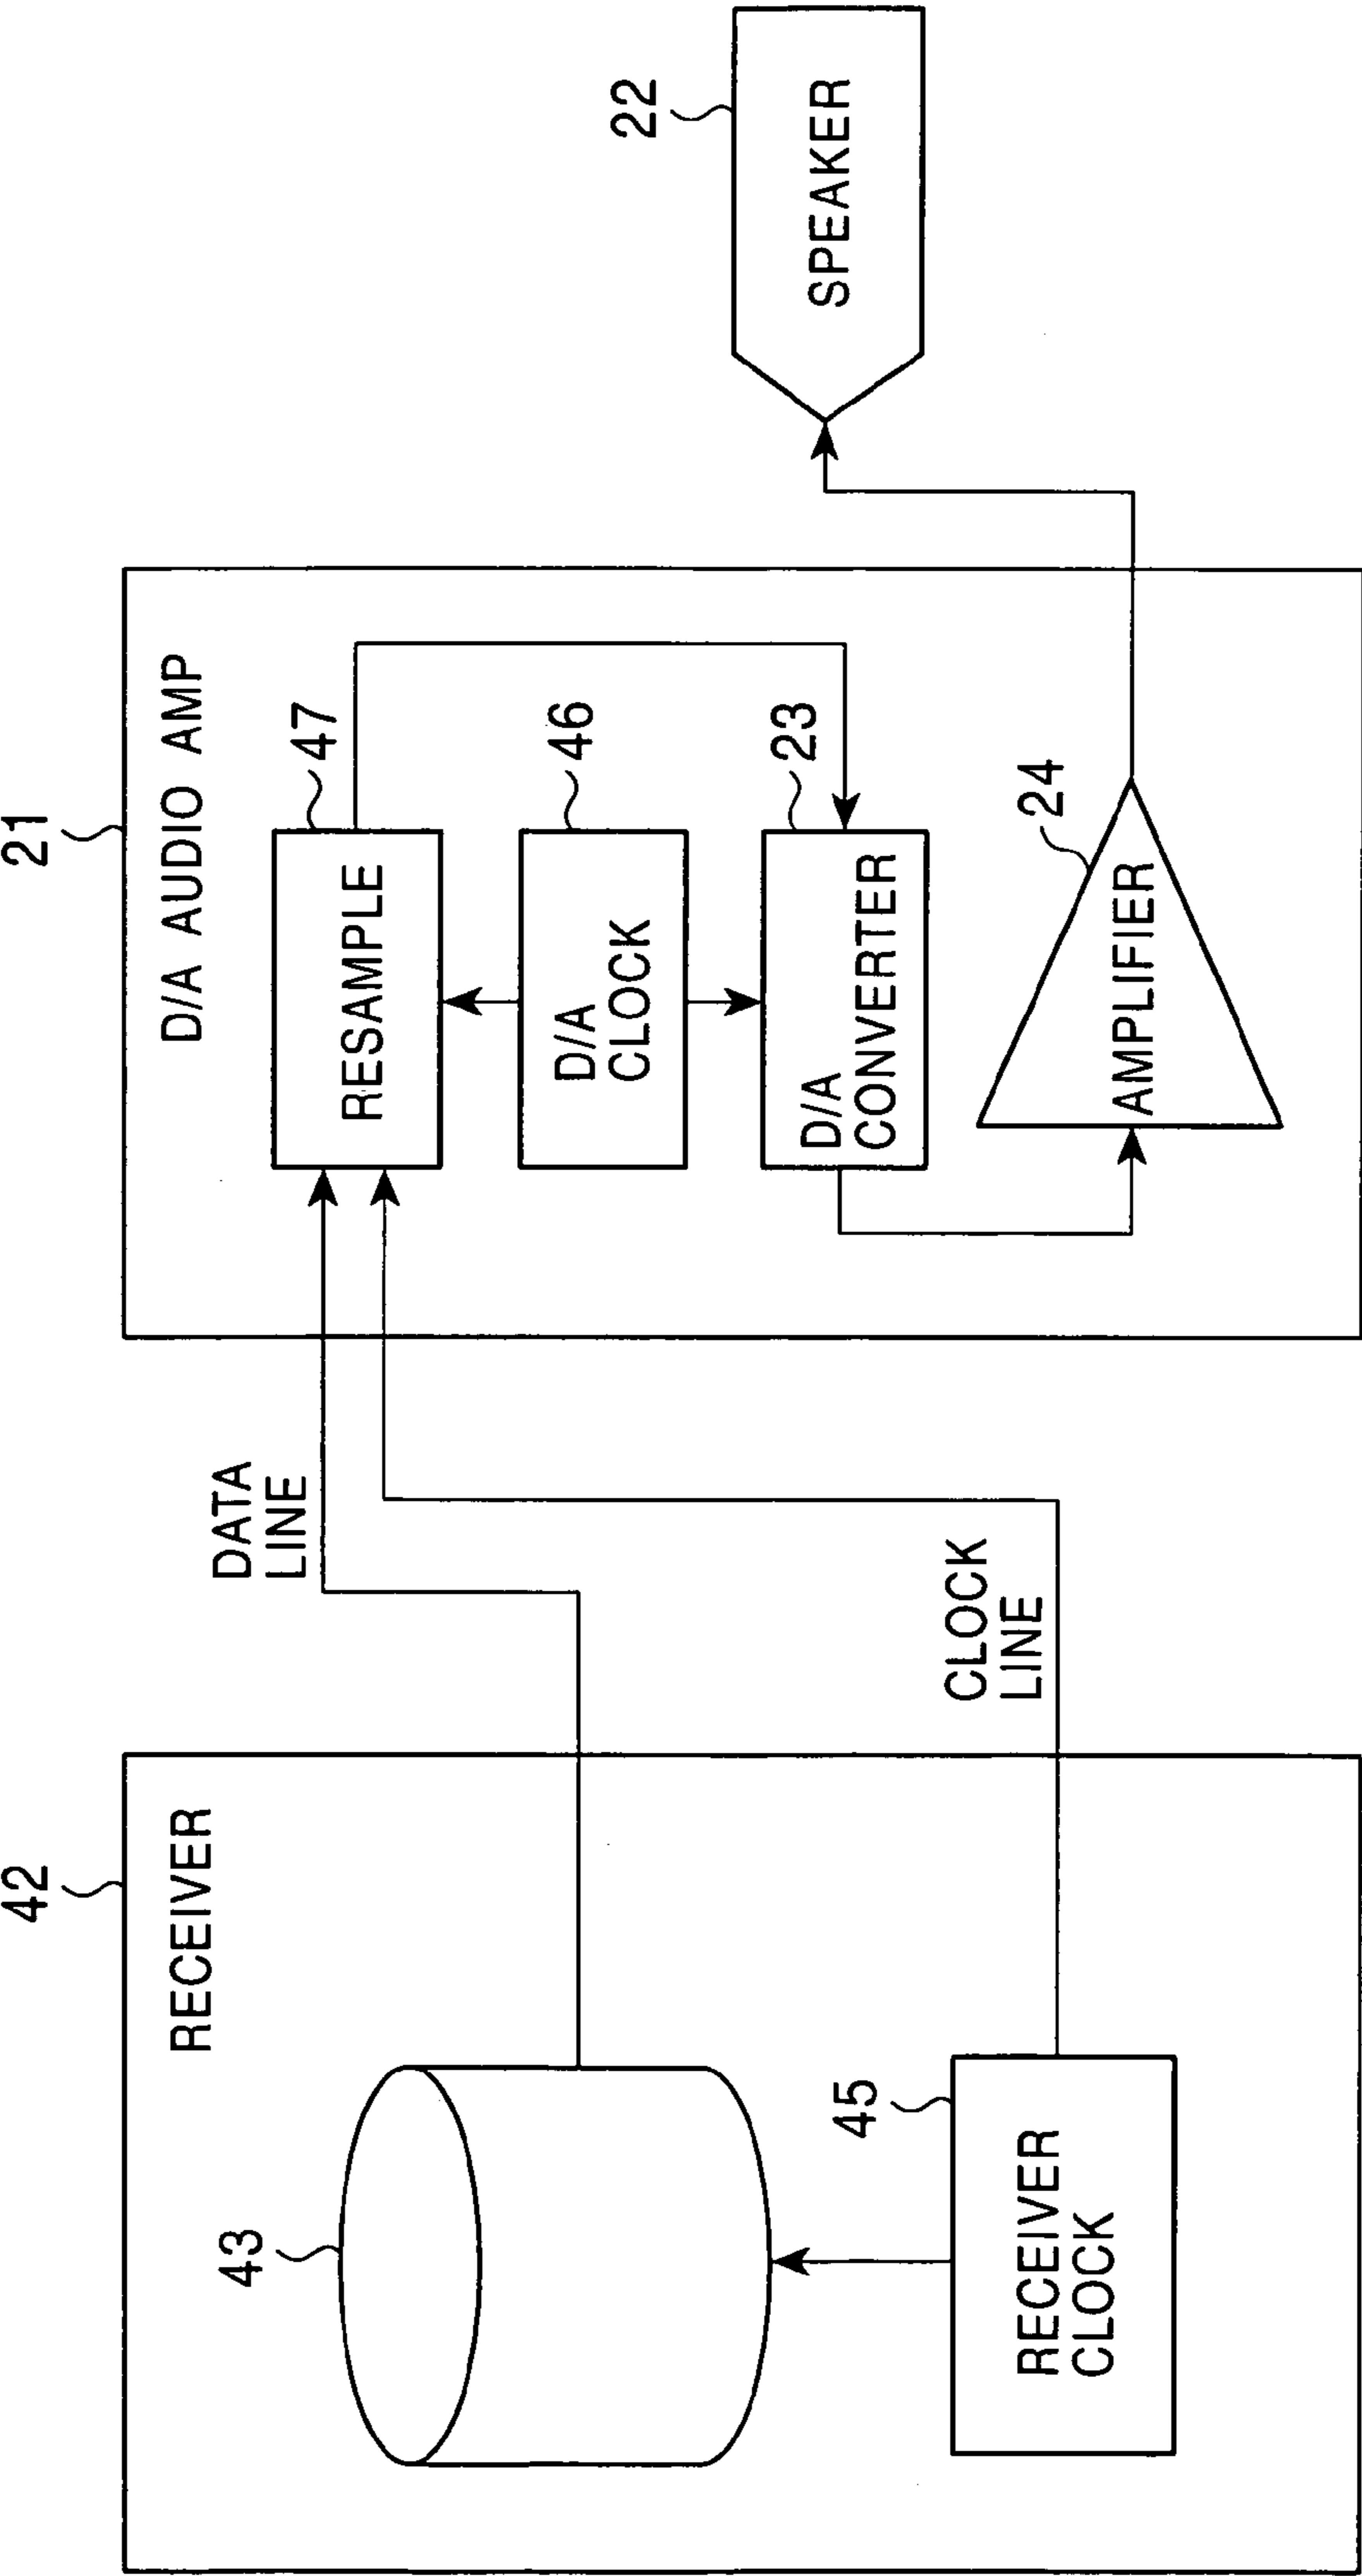 42
RECEIVER
43
45
RECEIVER
CLOCK
DATA
LINE
CLOCK
LINE
21
D/A AUDIO AMP
47
RESAMPLE
46
D/A
CLOCK
23
D/A
CONVERTER
24
AMPLIFIER
22
SPEAKER